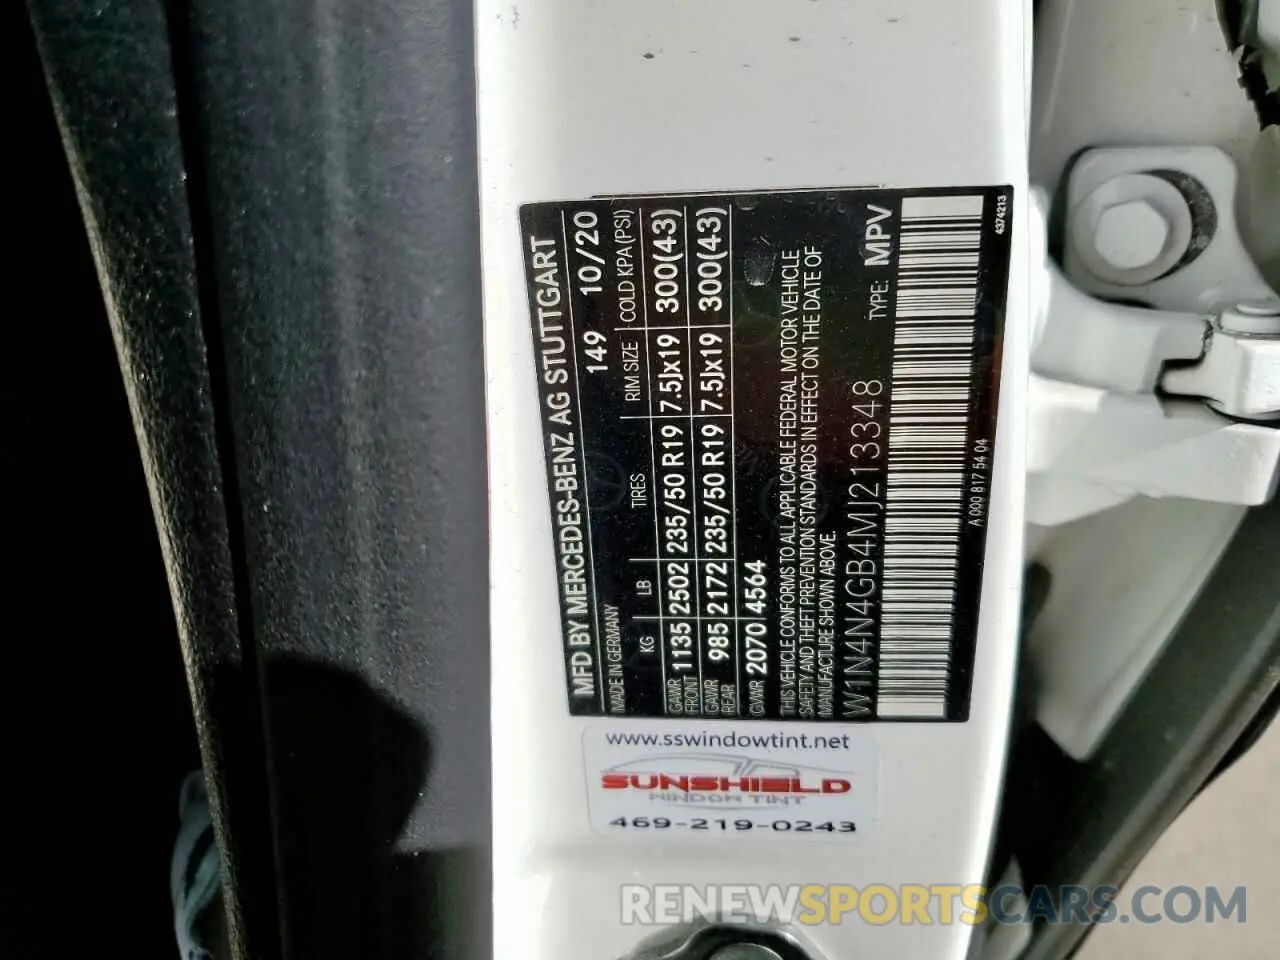 MFD BY MERCEDES-BENZ AG STUTTGART
MADE IN GERMANY 149 10/20
KG LB TIRES RIM SIZE COLD KPA(PSI)
GAWR FRONT 1135 2502 235/50 R19 7.5Jx19 300(43)
GAWR REAR 985 2172 235/50 R19 7.5Jx19 300(43)
GVWR 2070 4564
THIS VEHICLE CONFORMS TO ALL APPLICABLE FEDERAL MOTOR VEHICLE
SAFETY AND THEFT PREVENTION STANDARDS IN EFFECT ON THE DATE OF
MANUFACTURE SHOWN ABOVE.
W1N4N4GB4MJ213348 TYPE: MPV
A 000 817 54 04
4374213
www.sswindowtint.net
SUNSHIELD
WINDOW TINT
469-219-0243
RENEWSPORTSCARS.COM